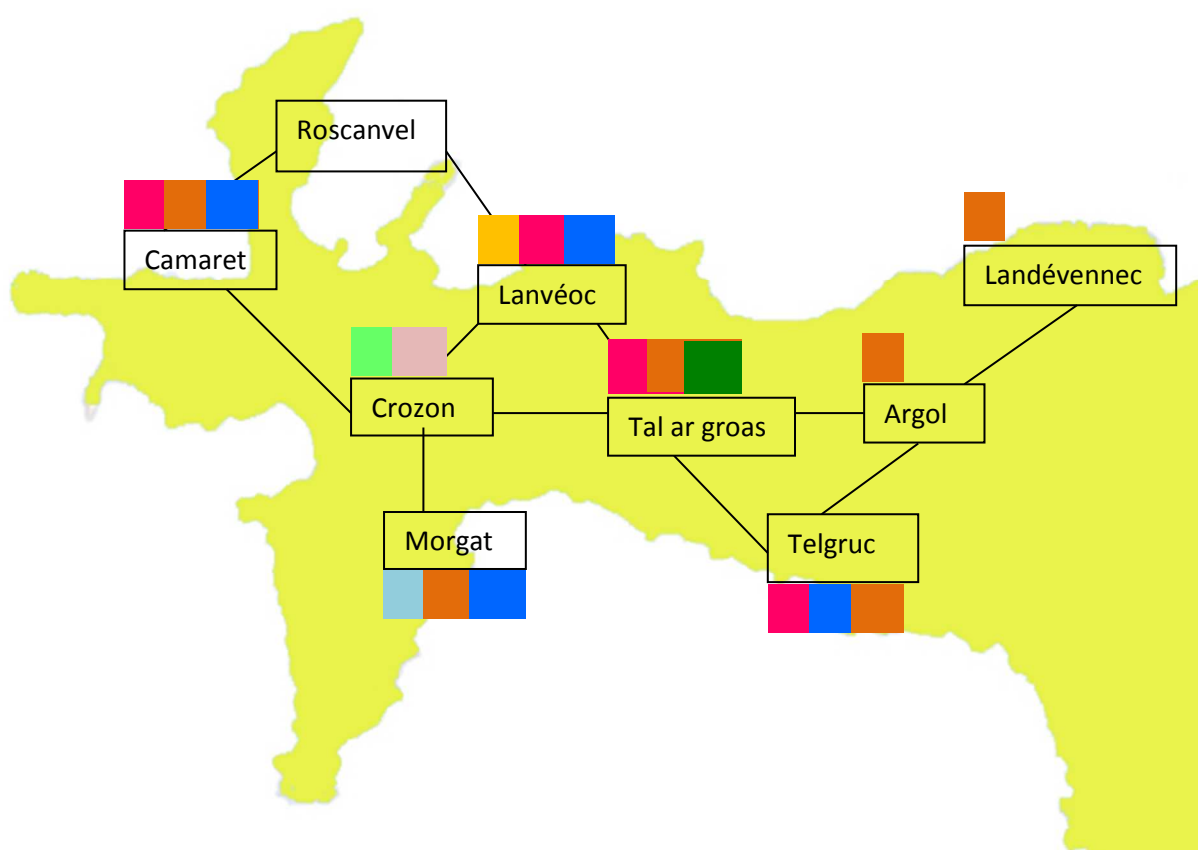 Roscanvel
Camaret
Lanvéoc
Landévennec
Crozon
Tal ar groas
Argol
Morgat
Telgruc